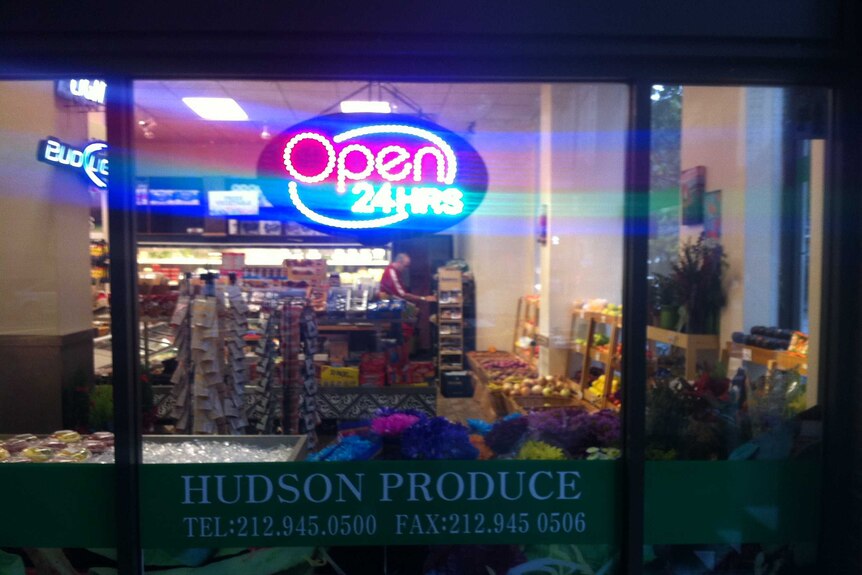 Open
24HRS
HUDSON PRODUCE
TEL:212.945.0500 FAX:212.945 0506